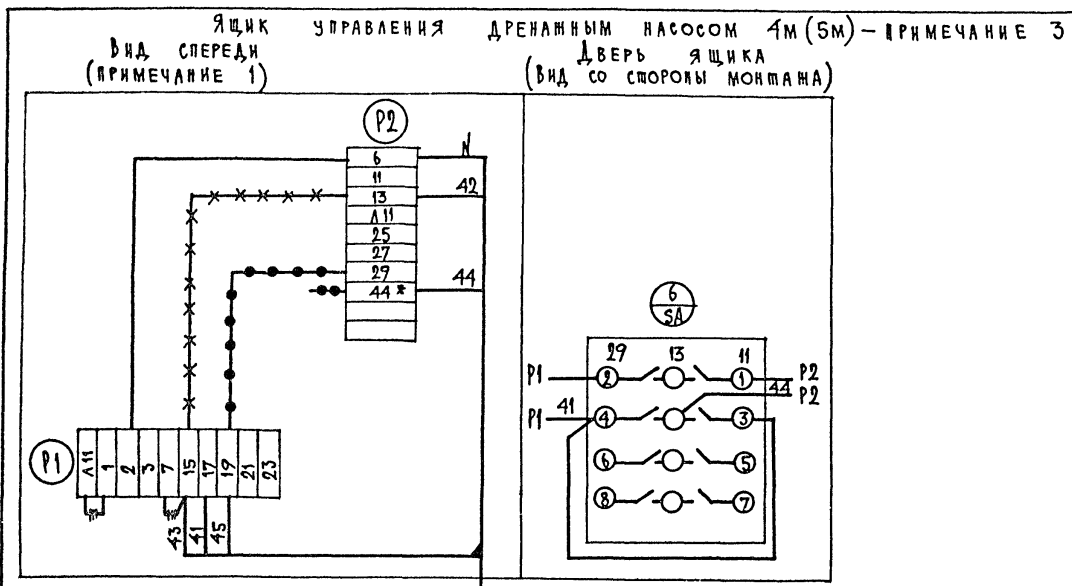 ЯЩИК УПРАВЛЕНИЯ ДРЕНАЖНЫМ НАСОСОМ 4М (5М) – ПРИМЕЧАНИЕ 3
ВИД СПЕРЕДИ
(ПРИМЕЧАНИЕ 1)
ДВЕРЬ ЯЩИКА
(ВИД СО СТОРОНЫ МОНТАЖА)
Р2
6 N
11
13 42
Л11
25
27
29
44* 44
Р1
Л11 1 2 3 7 15 17 19 21 23
43 41 45
6
SA
29 13 11
Р1 2 1 Р2
44
Р2
Р1 41 4 3
6 5
8 7